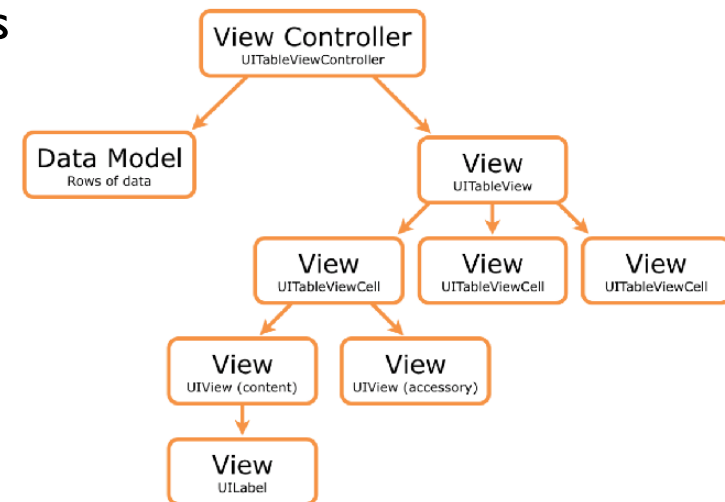 s
View Controller
UITableViewController
Data Model
Rows of data
View
UITableView
View
UITableViewCell
View
UITableViewCell
View
UITableViewCell
View
UIView (content)
View
UIView (accessory)
View
UILabel